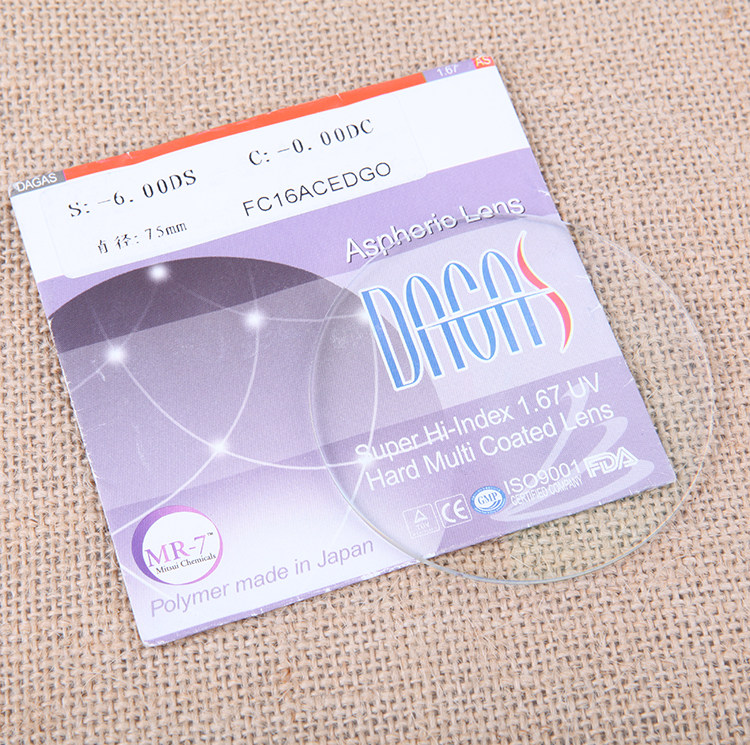 DAGAS
1.67
AS
S:-6.00DS C:-0.00DC
直径:75mm FC16ACEDGO
Aspheric Lens
DAGAS
Super Hi-Index 1.67 UV
Hard Multi Coated Lens
TUV CE GMP ISO9001 FDA
CERTIFIED COMPANY
MR-7™
Mitsui Chemicals
Polymer made in Japan